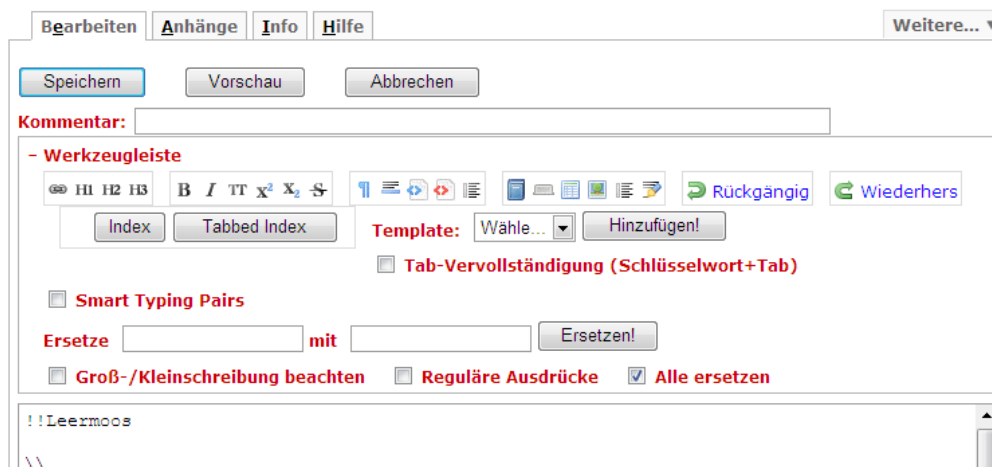 Bearbeiten Anhänge Info Hilfe Weitere...
Speichern Vorschau Abbrechen
Kommentar:
– Werkzeugleiste
H1 H2 H3 B I TT X² X₂ S ¶ Rückgängig Wiederhers
Index Tabbed Index Template: Wähle... Hinzufügen!
Tab-Vervollständigung (Schlüsselwort+Tab)
Smart Typing Pairs
Ersetze mit Ersetzen!
Groß-/Kleinschreibung beachten Reguläre Ausdrücke Alle ersetzen
!!Leermoos
\\